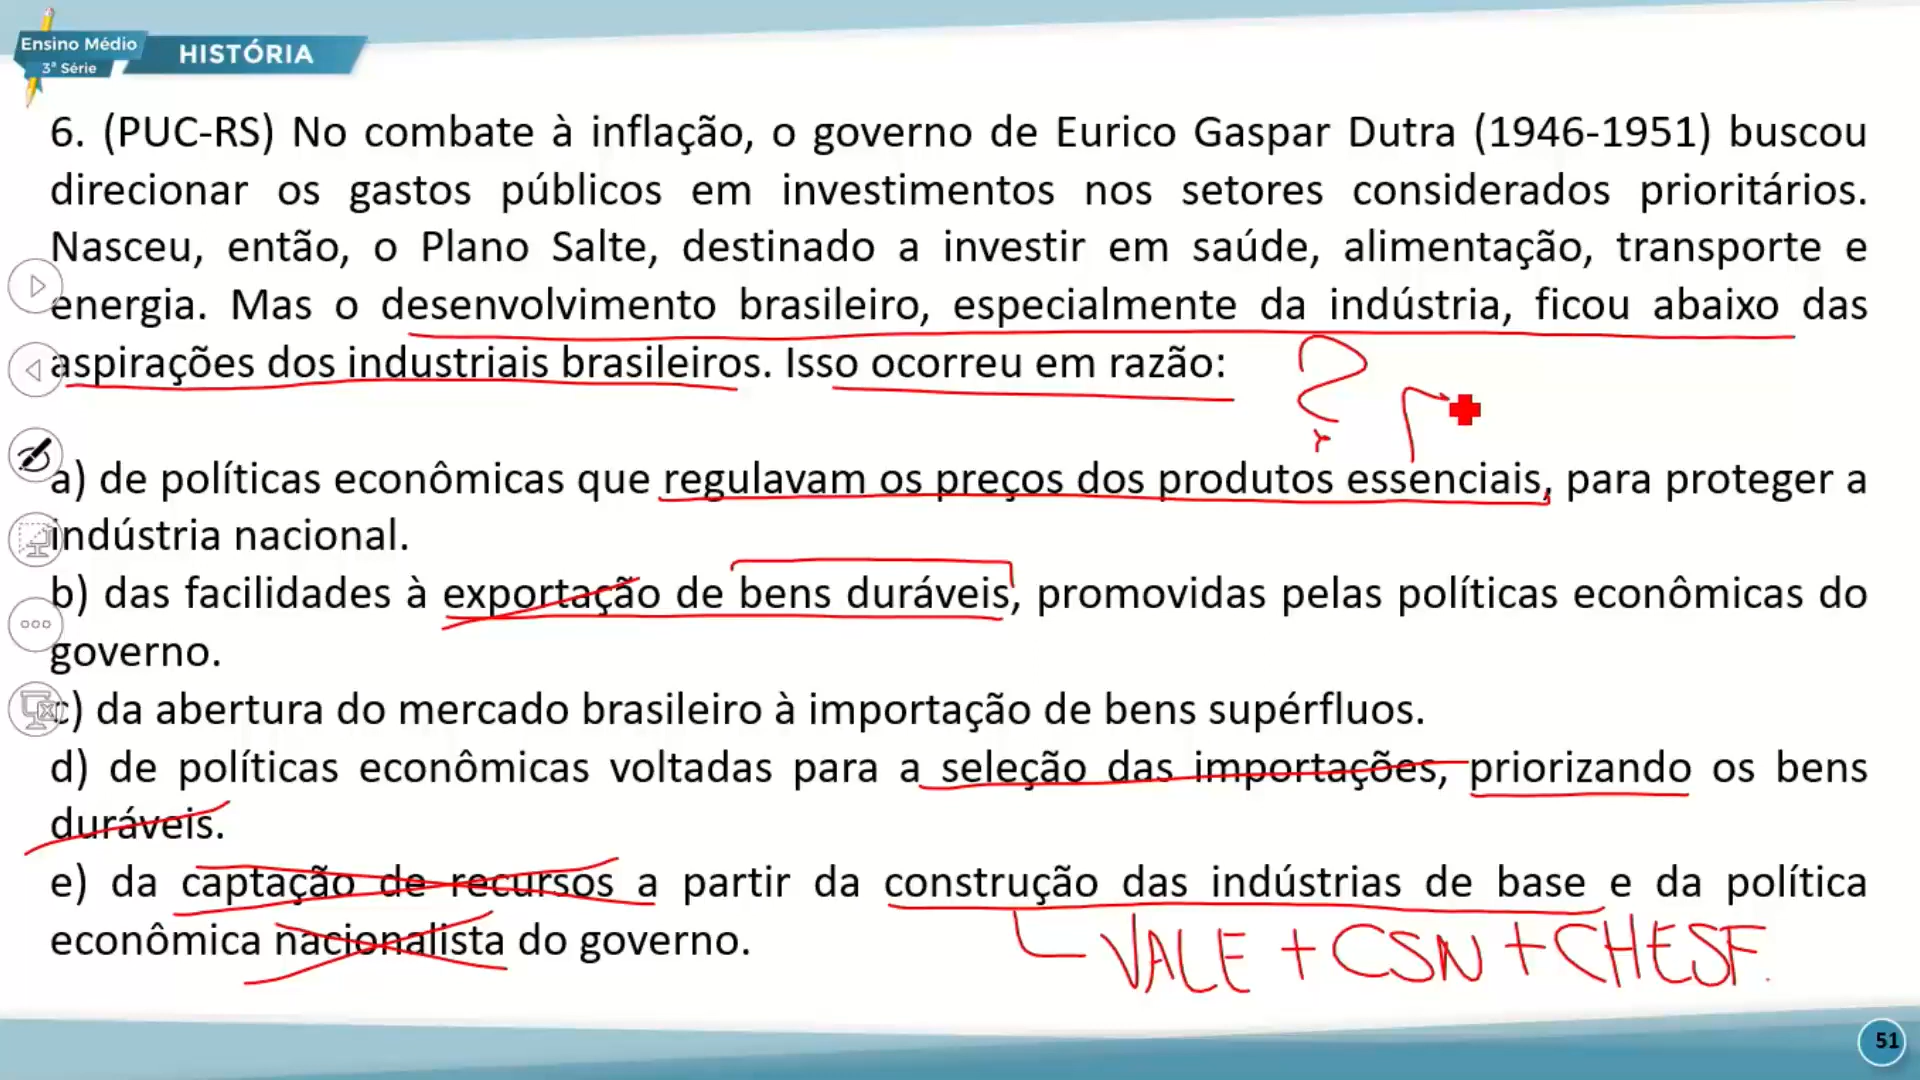 Ensino Médio
3ª Série
HISTÓRIA
6. (PUC-RS) No combate à inflação, o governo de Eurico Gaspar Dutra (1946-1951) buscou
direcionar os gastos públicos em investimentos nos setores considerados prioritários.
Nasceu, então, o Plano Salte, destinado a investir em saúde, alimentação, transporte e
energia. Mas o desenvolvimento brasileiro, especialmente da indústria, ficou abaixo das
aspirações dos industriais brasileiros. Isso ocorreu em razão:
?
a) de políticas econômicas que regulavam os preços dos produtos essenciais, para proteger a
indústria nacional.
b) das facilidades à exportação de bens duráveis, promovidas pelas políticas econômicas do
governo.
c) da abertura do mercado brasileiro à importação de bens supérfluos.
d) de políticas econômicas voltadas para a seleção das importações, priorizando os bens
duráveis.
e) da captação de recursos a partir da construção das indústrias de base e da política
econômica nacionalista do governo.
VALE + CSN + CHESF.
51